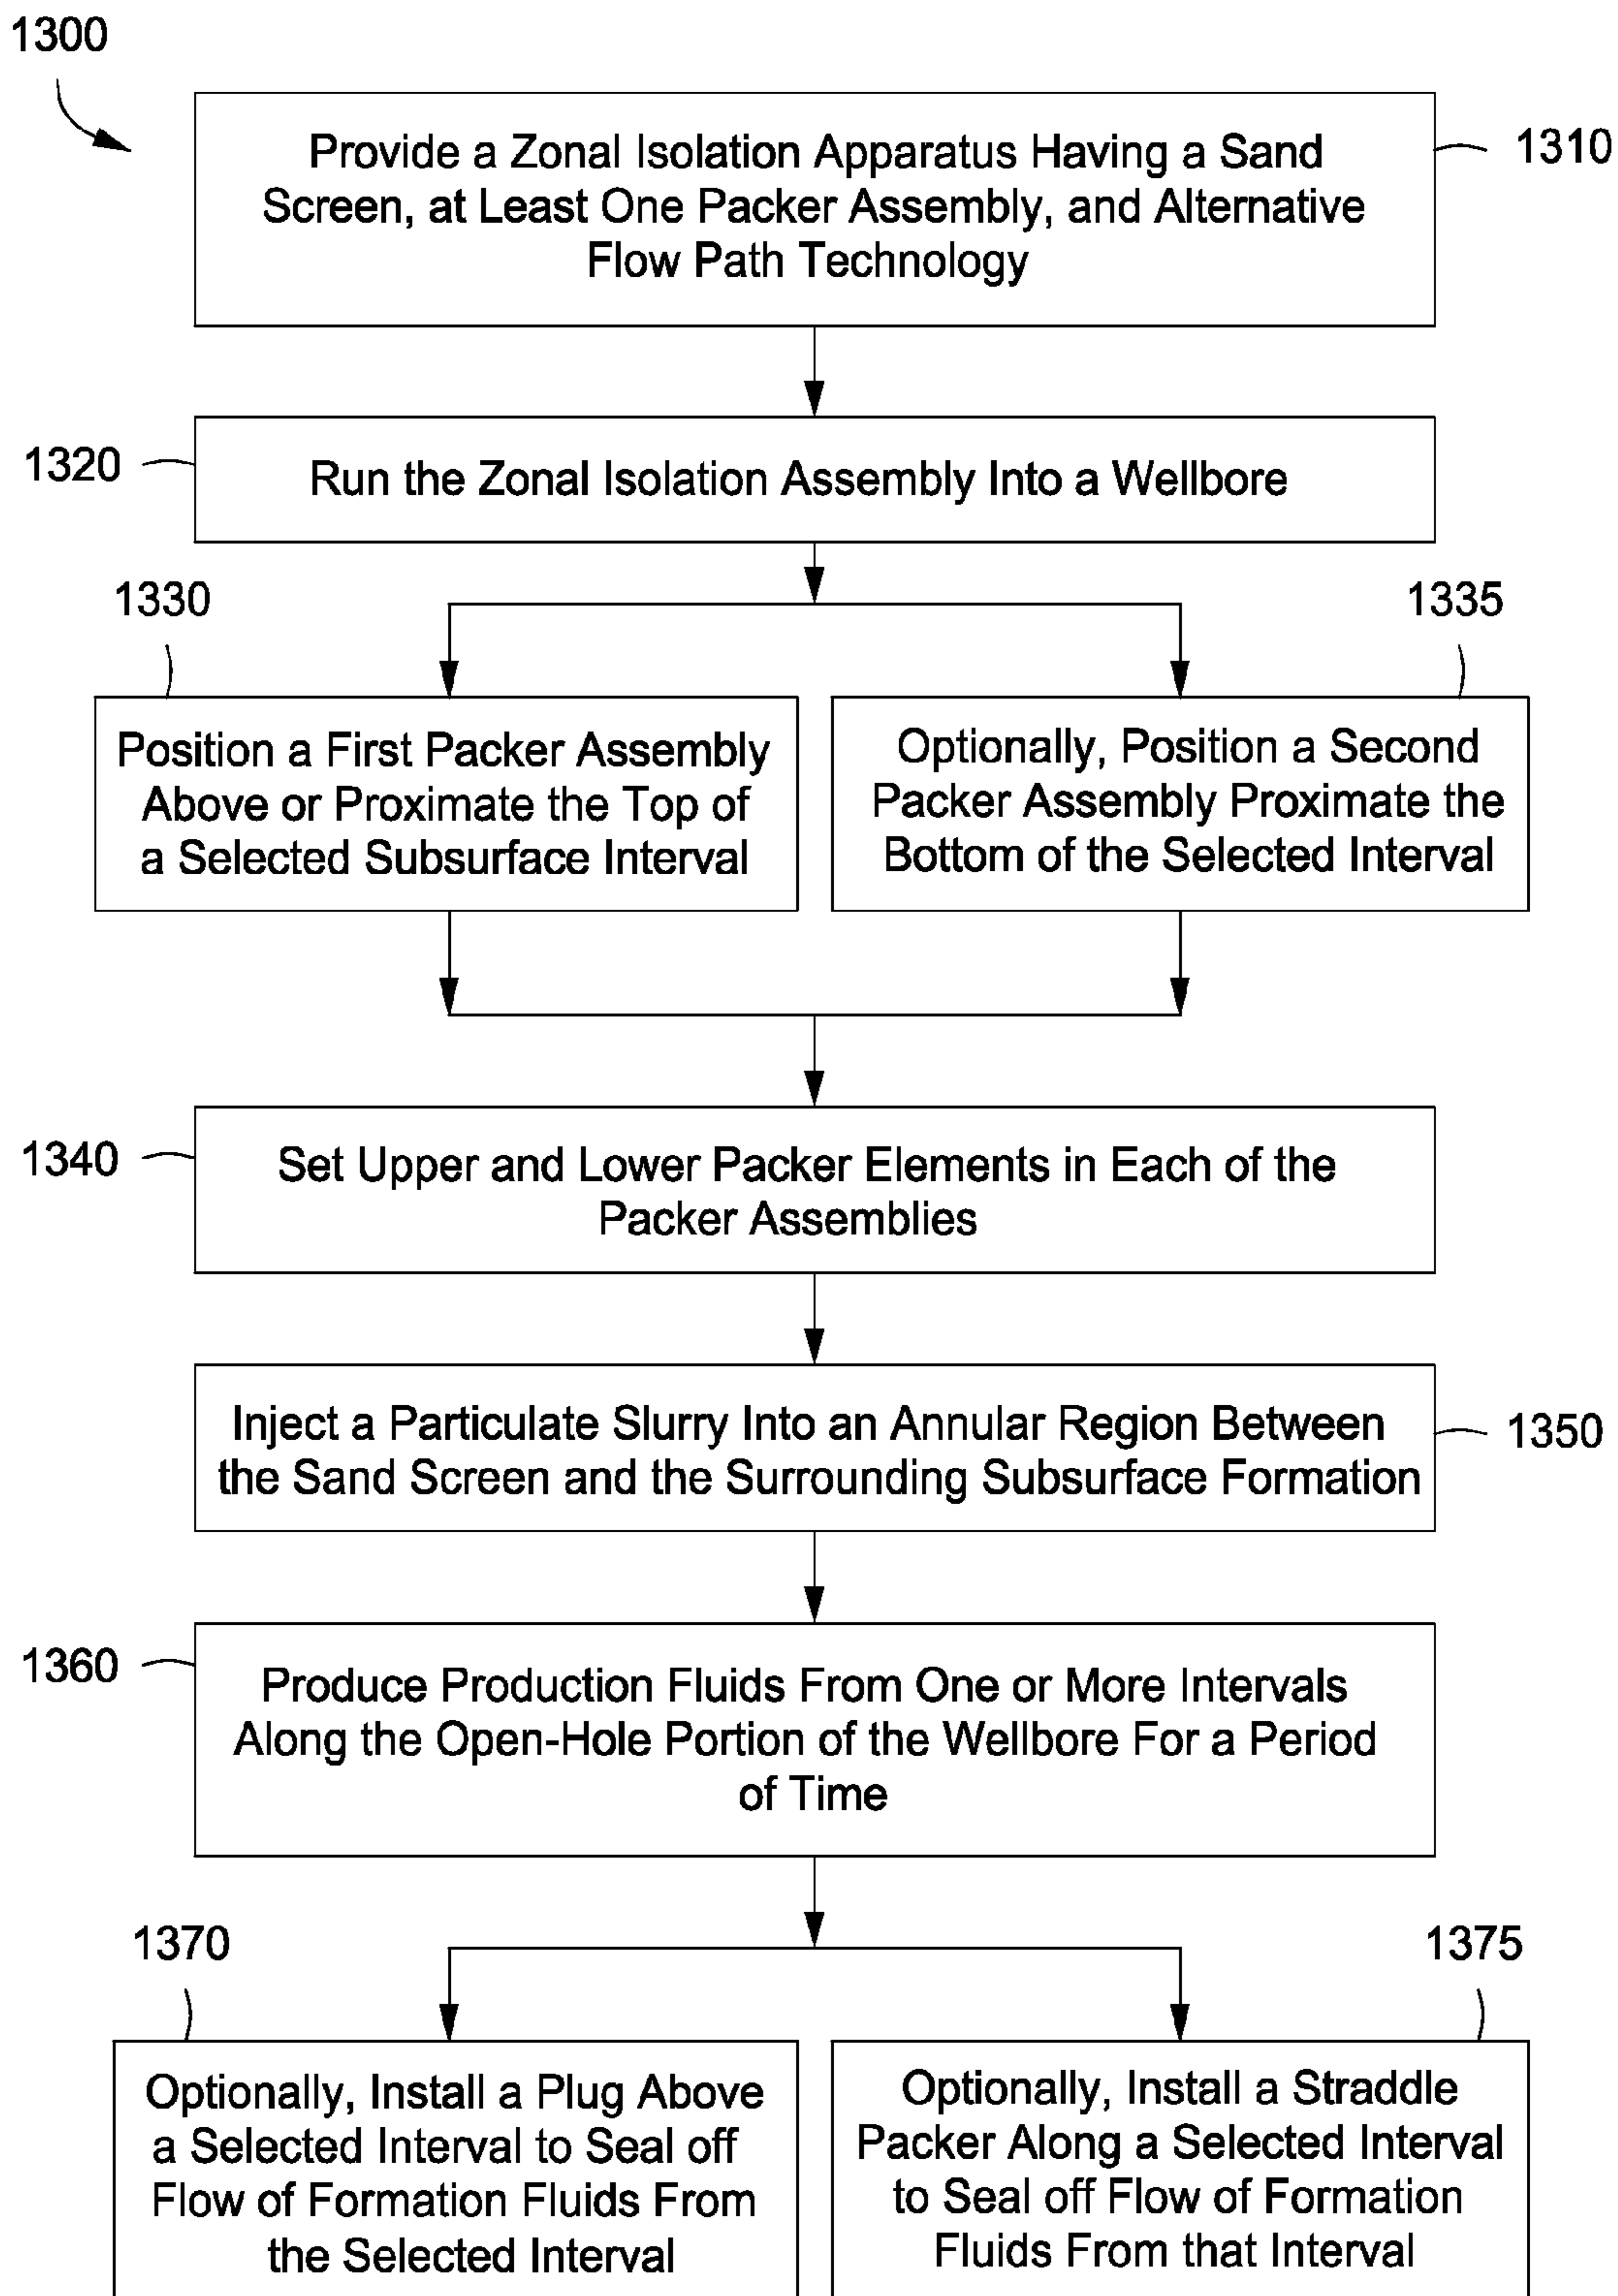 1300
Provide a Zonal Isolation Apparatus Having a Sand
Screen, at Least One Packer Assembly, and Alternative
Flow Path Technology
1310
1320
Run the Zonal Isolation Assembly Into a Wellbore
1330
1335
Position a First Packer Assembly
Above or Proximate the Top of
a Selected Subsurface Interval
Optionally, Position a Second
Packer Assembly Proximate the
Bottom of the Selected Interval
1340
Set Upper and Lower Packer Elements in Each of the
Packer Assemblies
Inject a Particulate Slurry Into an Annular Region Between
the Sand Screen and the Surrounding Subsurface Formation
1350
1360
Produce Production Fluids From One or More Intervals
Along the Open-Hole Portion of the Wellbore For a Period
of Time
1370
1375
Optionally, Install a Plug Above
a Selected Interval to Seal off
Flow of Formation Fluids From
the Selected Interval
Optionally, Install a Straddle
Packer Along a Selected Interval
to Seal off Flow of Formation
Fluids From that Interval